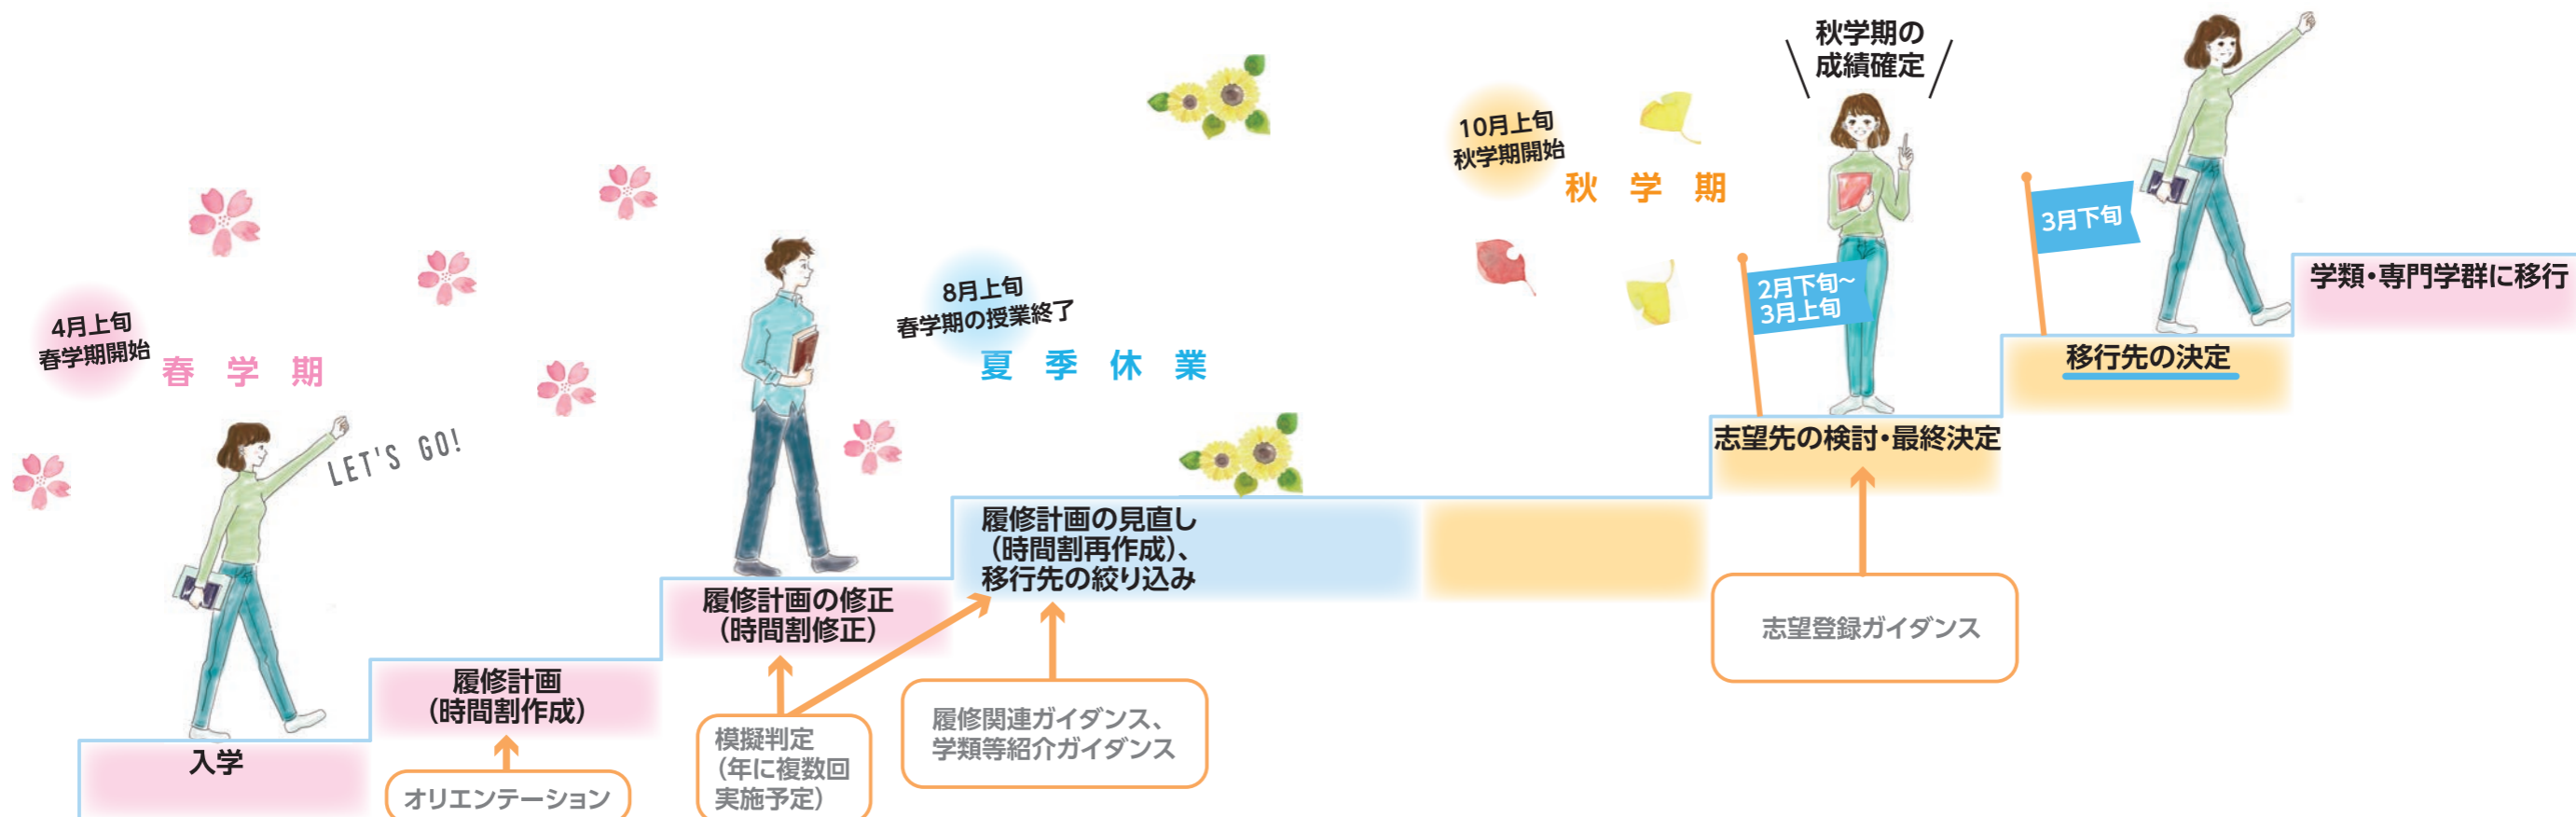 4月上旬
春学期開始
春学期
LET'S GO!
入学
履修計画
（時間割作成）
オリエンテーション
履修計画の修正
（時間割修正）
模擬判定
（年に複数回
実施予定）
8月上旬
春学期の授業終了
夏季休業
履修計画の見直し
（時間割再作成）、
移行先の絞り込み
履修関連ガイダンス、
学類等紹介ガイダンス
10月上旬
秋学期開始
秋学期
秋学期の
成績確定
2月下旬～
3月上旬
志望先の検討・最終決定
志望登録ガイダンス
3月下旬
移行先の決定
学類・専門学群に移行